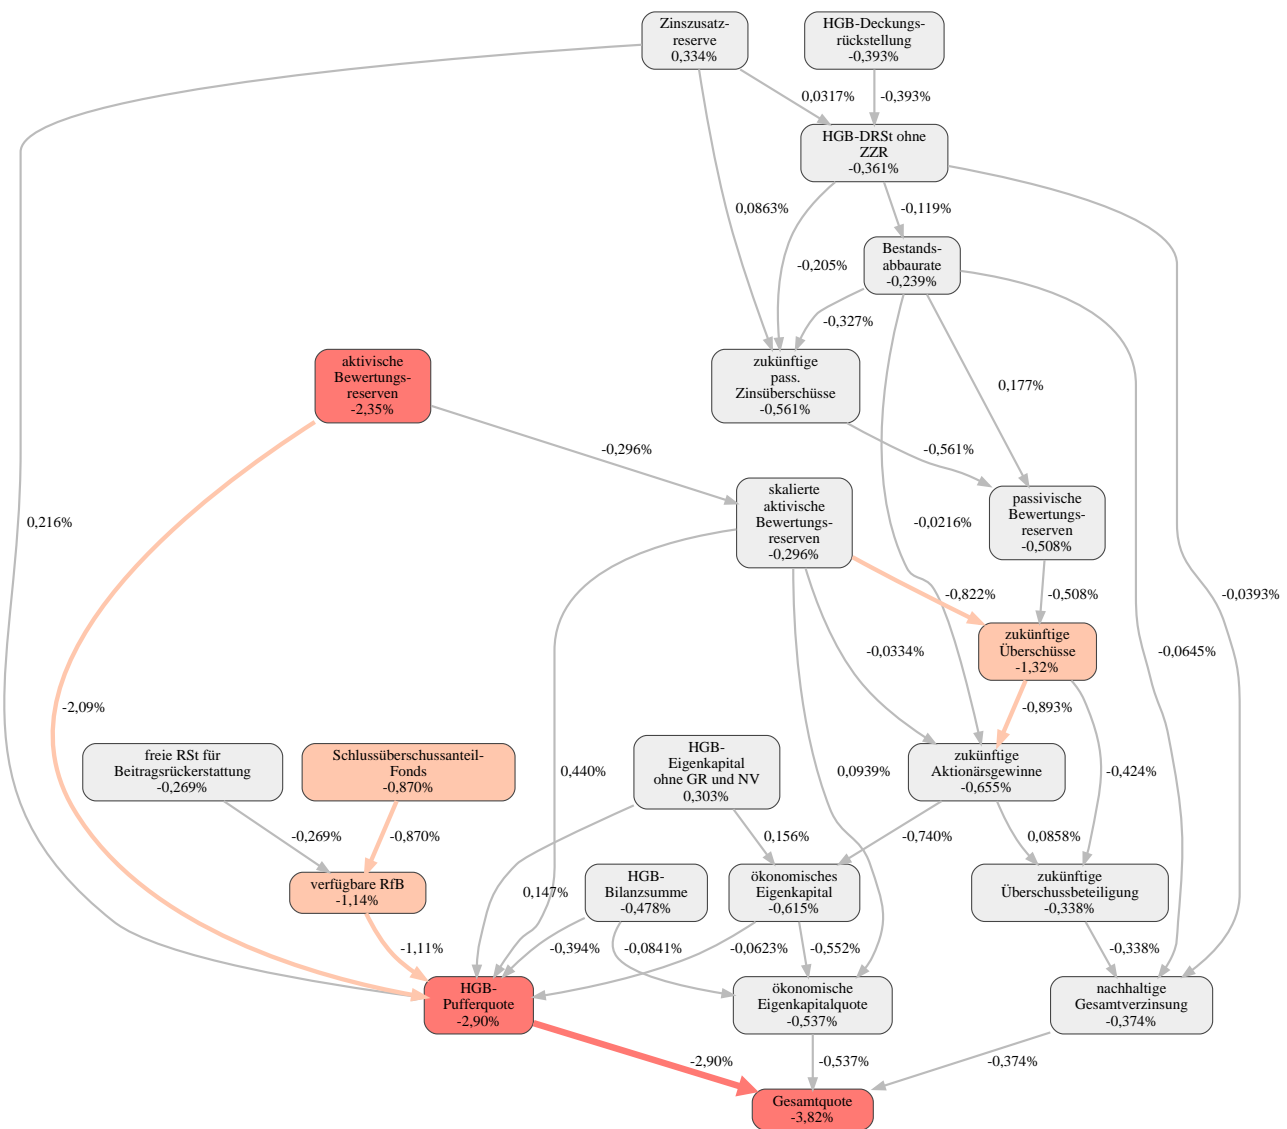 Zinszusatz-
reserve
0,334%
HGB-Deckungs-
rückstellung
-0,393%
0,0317%
-0,393%
HGB-DRSt ohne
ZZR
-0,361%
0,0863%
-0,119%
-0,205%
Bestands-
abbaurate
-0,239%
-0,327%
0,177%
aktivische
Bewertungs-
reserven
-2,35%
zukünftige
pass.
Zinsüberschüsse
-0,561%
-0,296%
-0,561%
skalierte
aktivische
Bewertungs-
reserven
-0,296%
passivische
Bewertungs-
reserven
-0,508%
0,216%
-0,0216%
-0,822%
-0,508%
-0,0393%
zukünftige
Überschüsse
-1,32%
-0,0334%
-0,0645%
-2,09%
-0,893%
freie RSt für
Beitragsrückerstattung
-0,269%
Schlussüberschussanteil-
Fonds
-0,870%
HGB-
Eigenkapital
ohne GR und NV
0,303%
zukünftige
Aktionärsgewinne
-0,655%
0,440%
0,0939%
-0,424%
-0,269%
-0,870%
0,156%
-0,740%
0,0858%
verfügbare RfB
-1,14%
0,147%
HGB-
Bilanzsumme
-0,478%
ökonomisches
Eigenkapital
-0,615%
zukünftige
Überschussbeteiligung
-0,338%
-1,11%
-0,394%
-0,0841%
-0,0623%
-0,552%
-0,338%
HGB-
Pufferquote
-2,90%
ökonomische
Eigenkapitalquote
-0,537%
nachhaltige
Gesamtverzinsung
-0,374%
-2,90%
-0,537%
-0,374%
Gesamtquote
-3,82%